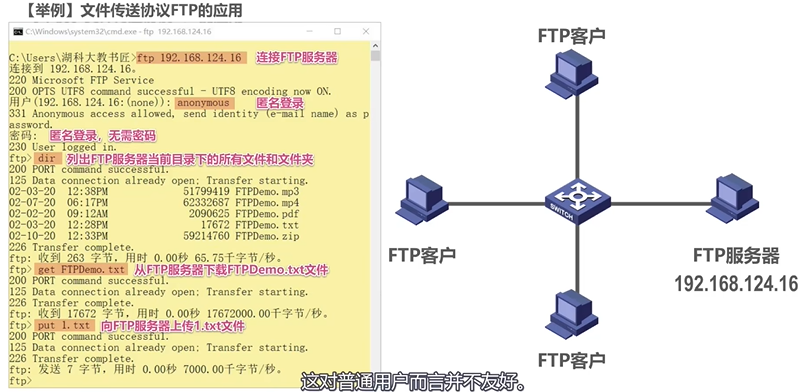 【举例】文件传送协议FTP的应用
C:\Windows\system32\cmd.exe - ftp 192.168.124.16
C:\Users\湖科大教书匠>ftp 192.168.124.16 连接FTP服务器
连接到 192.168.124.16。
220 Microsoft FTP Service
200 OPTS UTF8 command successful - UTF8 encoding now ON.
用户(192.168.124.16:(none)): anonymous 匿名登录
331 Anonymous access allowed, send identity (e-mail name) as p
assword.
密码: 匿名登录，无需密码
230 User logged in.
ftp> dir 列出FTP服务器当前目录下的所有文件和文件夹
200 PORT command successful.
125 Data connection already open; Transfer starting.
02-03-20 12:38PM 51799419 FTPDemo.mp3
02-07-20 06:17PM 62332687 FTPDemo.mp4
02-02-20 09:12AM 2090625 FTPDemo.pdf
02-10-20 12:28PM 17672 FTPDemo.txt
02-03-20 12:33PM 59214760 FTPDemo.zip
226 Transfer complete.
ftp: 收到 263 字节，用时 0.00秒 65.75千字节/秒。
ftp> get FTPDemo.txt 从FTP服务器下载FTPDemo.txt文件
200 PORT command successful.
125 Data connection already open; Transfer starting.
226 Transfer complete.
ftp: 收到 17672 字节，用时 0.00秒 17672000.00千字节/秒。
ftp> put 1.txt 向FTP服务器上传1.txt文件
200 PORT command successful.
125 Data connection already open; Transfer starting.
226 Transfer complete.
ftp: 发送 7 字节，用时 0.00秒 7000.00千字节/秒。
ftp>
FTP客户
FTP客户
SWITCH
FTP服务器
192.168.124.16
FTP客户
这对普通用户而言并不友好。